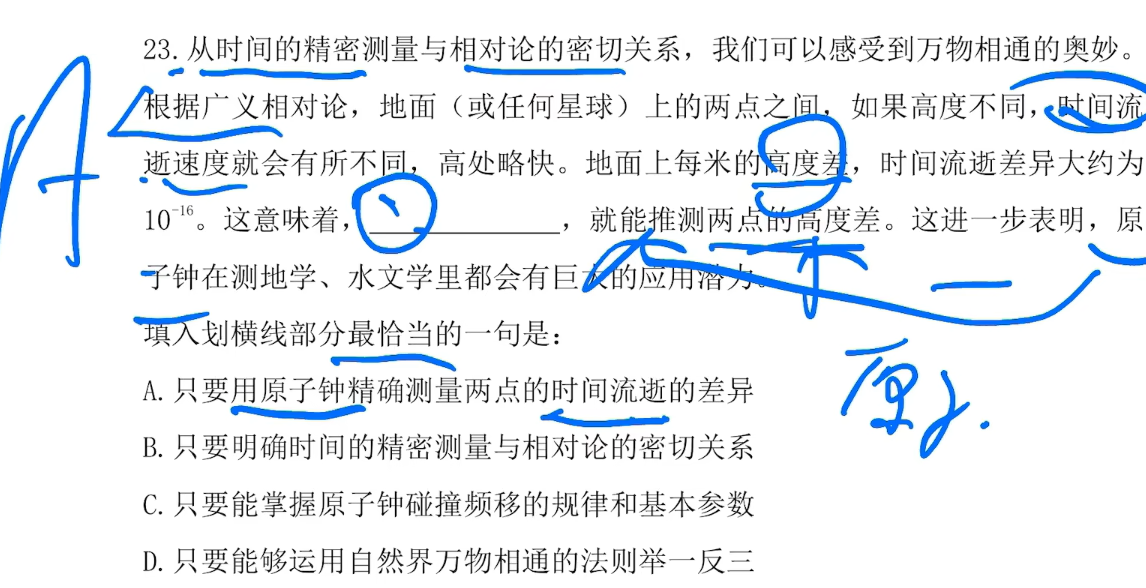 23. 从时间的精密测量与相对论的密切关系，我们可以感受到万物相通的奥妙。
根据广义相对论，地面（或任何星球）上的两点之间，如果高度不同，时间流
逝速度就会有所不同，高处略快。地面上每米的高度差，时间流逝差异大约为
10⁻¹⁶。这意味着，____________，就能推测两点的高度差。这进一步表明，原
子钟在测地学、水文学里都会有巨大的应用潜力。
填入划横线部分最恰当的一句是：
A. 只要用原子钟精确测量两点的时间流逝的差异
B. 只要明确时间的精密测量与相对论的密切关系
C. 只要能掌握原子钟碰撞频移的规律和基本参数
D. 只要能够运用自然界万物相通的法则举一反三
A